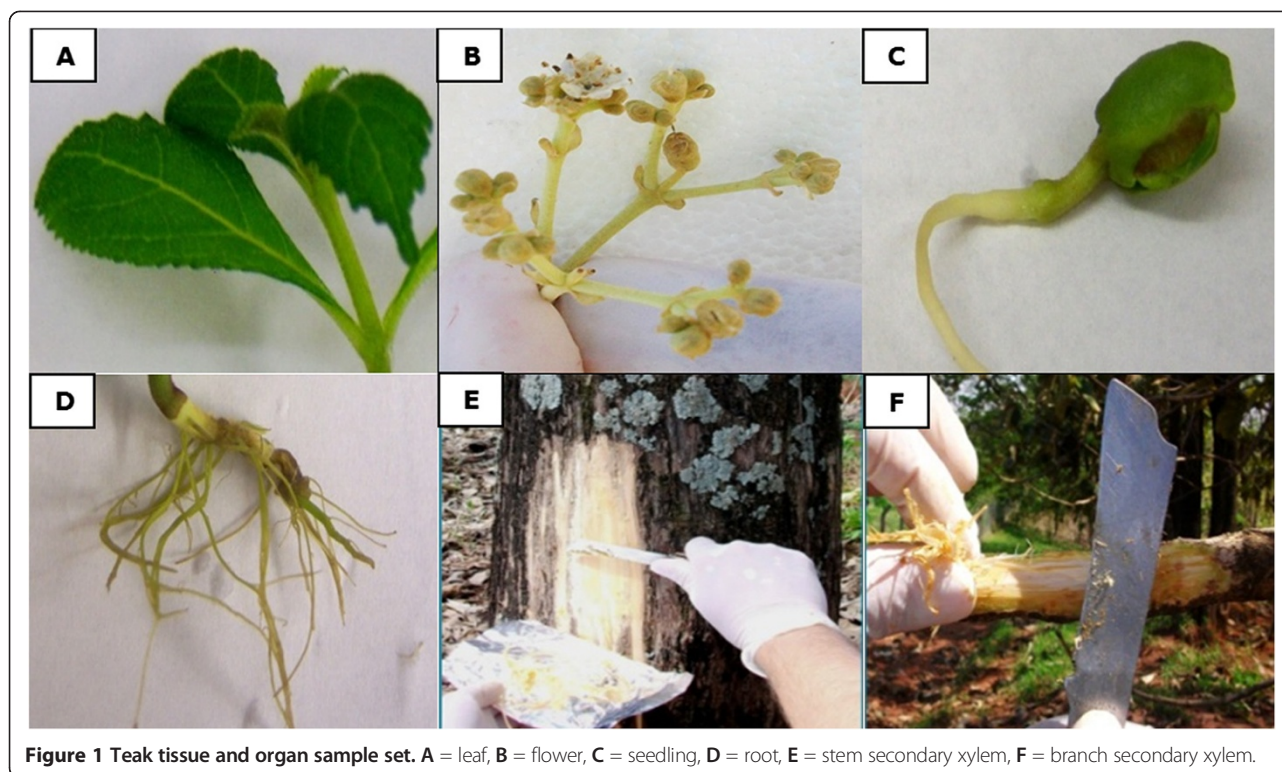 A
B
C
D
E
F
Figure 1 Teak tissue and organ sample set. A = leaf, B = flower, C = seedling, D = root, E = stem secondary xylem, F = branch secondary xylem.